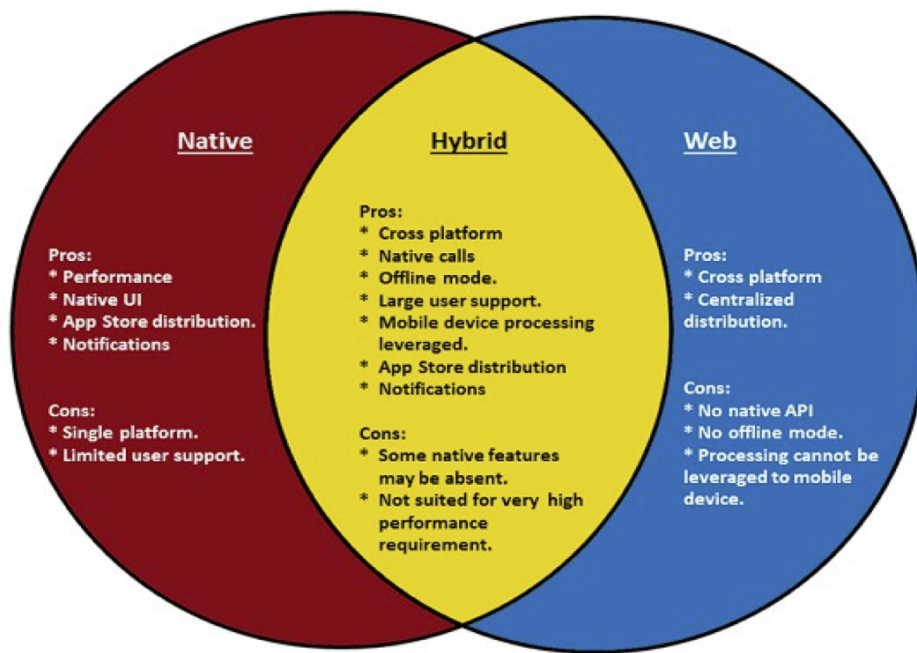 Native
Pros:
* Performance
* Native UI
* App Store distribution.
* Notifications
Cons:
* Single platform.
* Limited user support.
Hybrid
Pros:
* Cross platform
* Native calls
* Offline mode.
* Large user support.
* Mobile device processing
leveraged.
* App Store distribution
* Notifications
Cons:
* Some native features
may be absent.
* Not suited for very high
performance
requirement.
Web
Pros:
* Cross platform
* Centralized
distribution.
Cons:
* No native API
* No offline mode.
* Processing cannot be
leveraged to mobile
device.